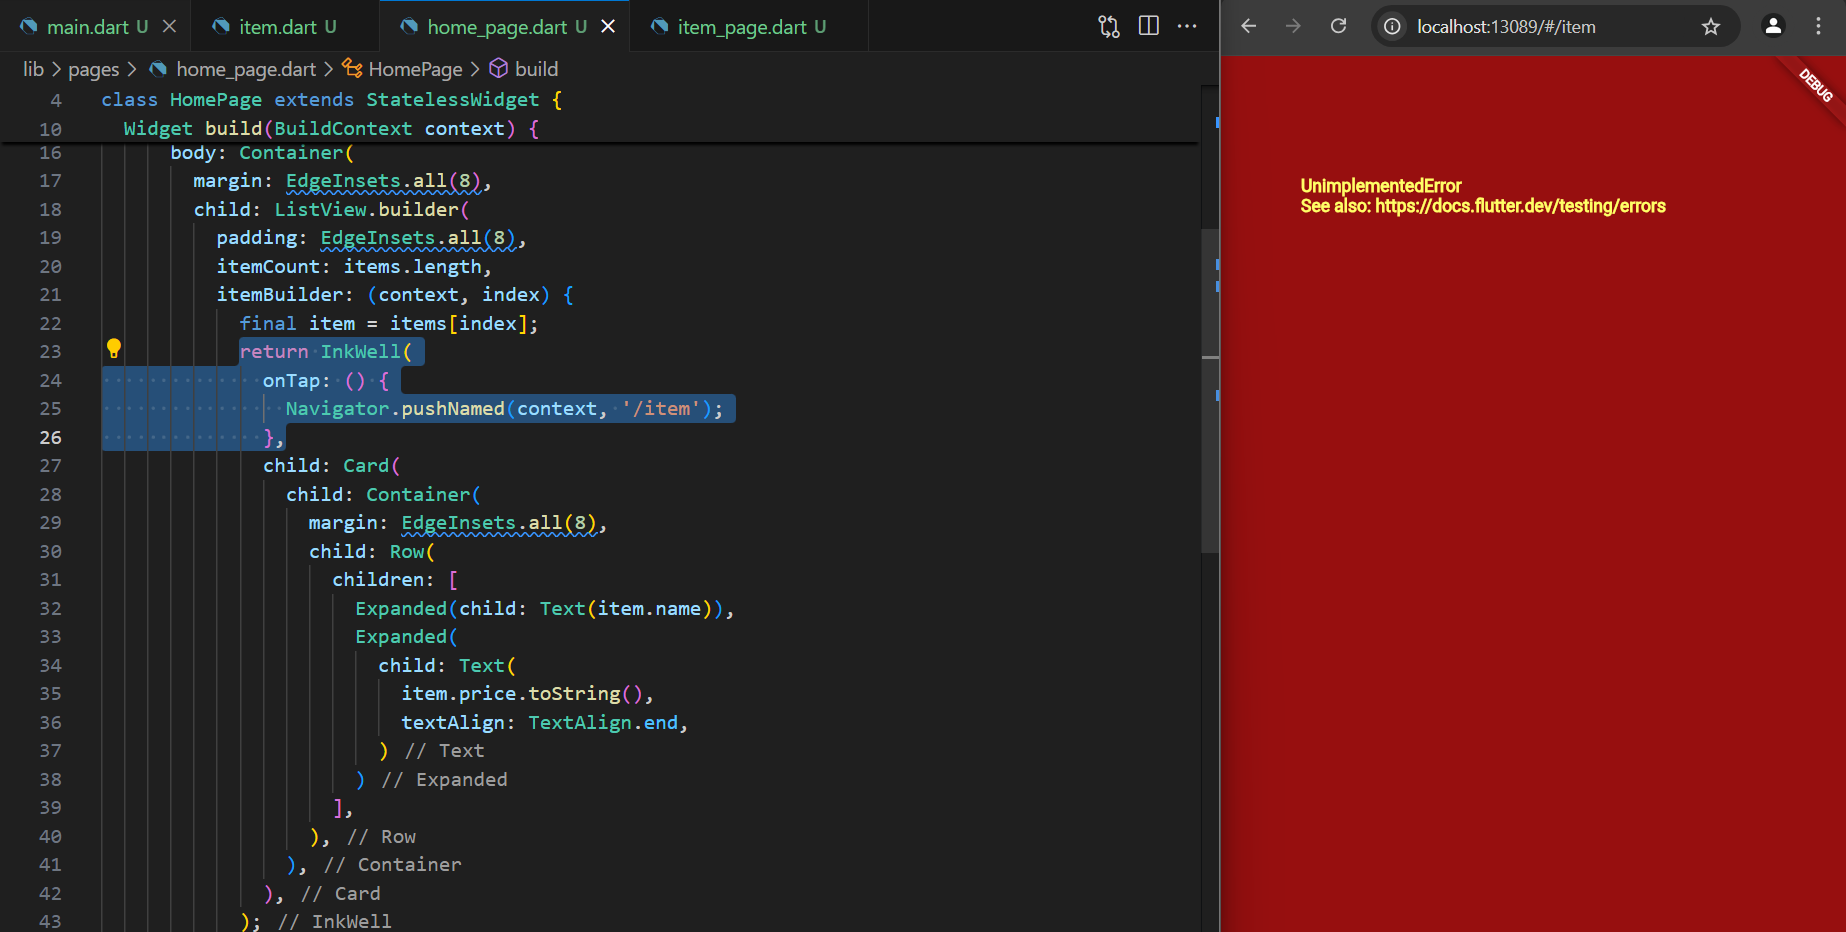 main.dart U
item.dart U
home_page.dart U
item_page.dart U
lib > pages > home_page.dart > HomePage > build
4 class HomePage extends StatelessWidget {
10 Widget build(BuildContext context) {
16 body: Container(
17 margin: EdgeInsets.all(8),
18 child: ListView.builder(
19 padding: EdgeInsets.all(8),
20 itemCount: items.length,
21 itemBuilder: (context, index) {
22 final item = items[index];
23 return InkWell(
24 onTap: () {
25 Navigator.pushNamed(context, '/item');
26 },
27 child: Card(
28 child: Container(
29 margin: EdgeInsets.all(8),
30 child: Row(
31 children: [
32 Expanded(child: Text(item.name)),
33 Expanded(
34 child: Text(
35 item.price.toString(),
36 textAlign: TextAlign.end,
37 ) // Text
38 ) // Expanded
39 ],
40 ), // Row
41 ), // Container
42 ), // Card
43 ); // InkWell
localhost:13089/#/item
DEBUG
UnimplementedError
See also: https://docs.flutter.dev/testing/errors